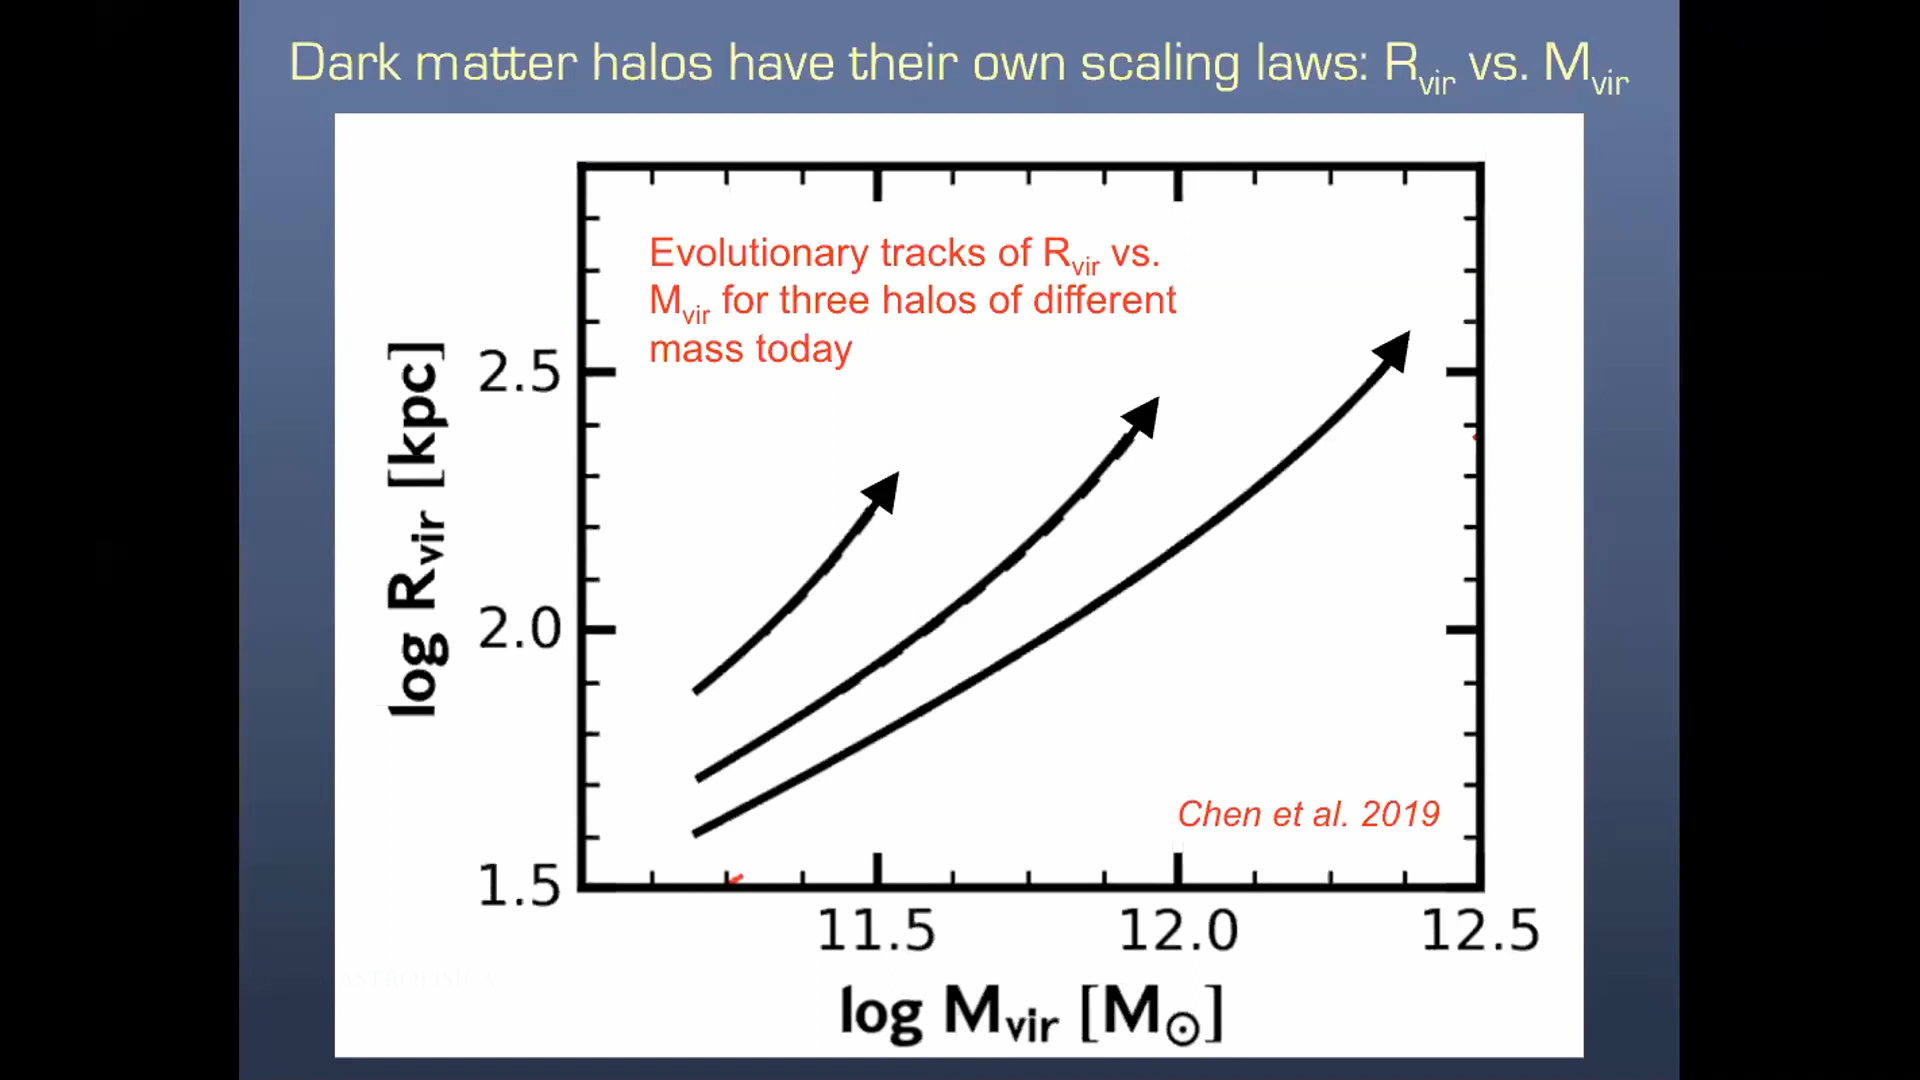 Dark matter halos have their own scaling laws: Rvir vs. Mvir
Evolutionary tracks of Rvir vs.
Mvir for three halos of different
mass today
log Rvir [kpc]
2.5
2.0
1.5
Chen et al. 2019
11.5 12.0 12.5
log Mvir [M⊙]